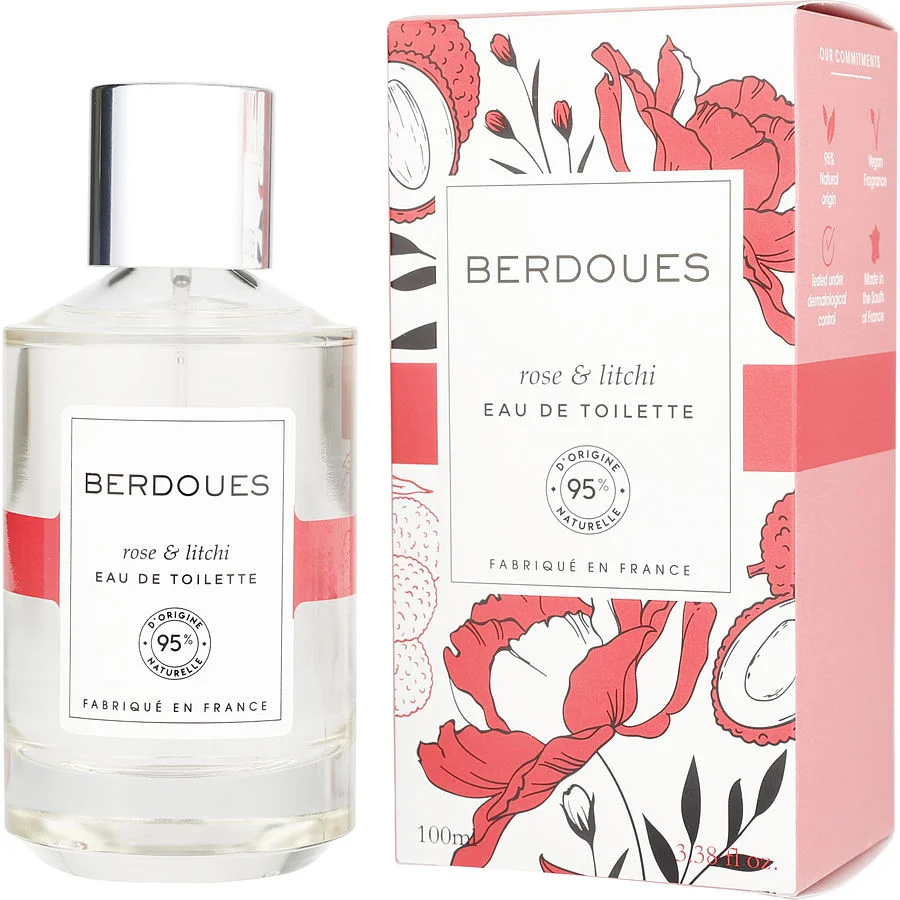 BERDOUES
rose & litchi
EAU DE TOILETTE
D'ORIGINE
95%
NATURELLE
FABRIQUÉ EN FRANCE
BERDOUES
rose & litchi
EAU DE TOILETTE
D'ORIGINE
95%
NATURELLE
FABRIQUÉ EN FRANCE
100ml
3.38 fl oz.
OUR COMMITMENTS
95%
Natural
origin
Vegan
Fragrance
Tested under
dermatological
control
Made in
the South
of France